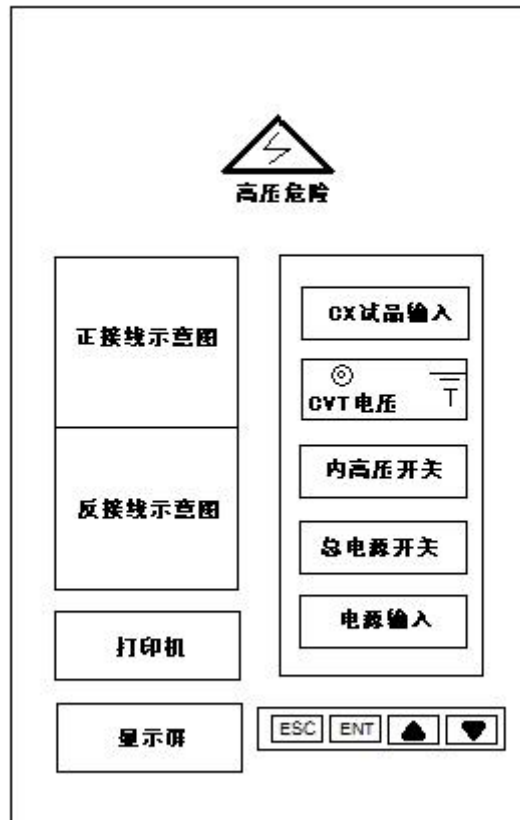 高压危险
正接线示意图
反接线示意图
打印机
显示屏
CX试品输入
CVT电压
内高压开关
总电源开关
电源输入
ESC ENT